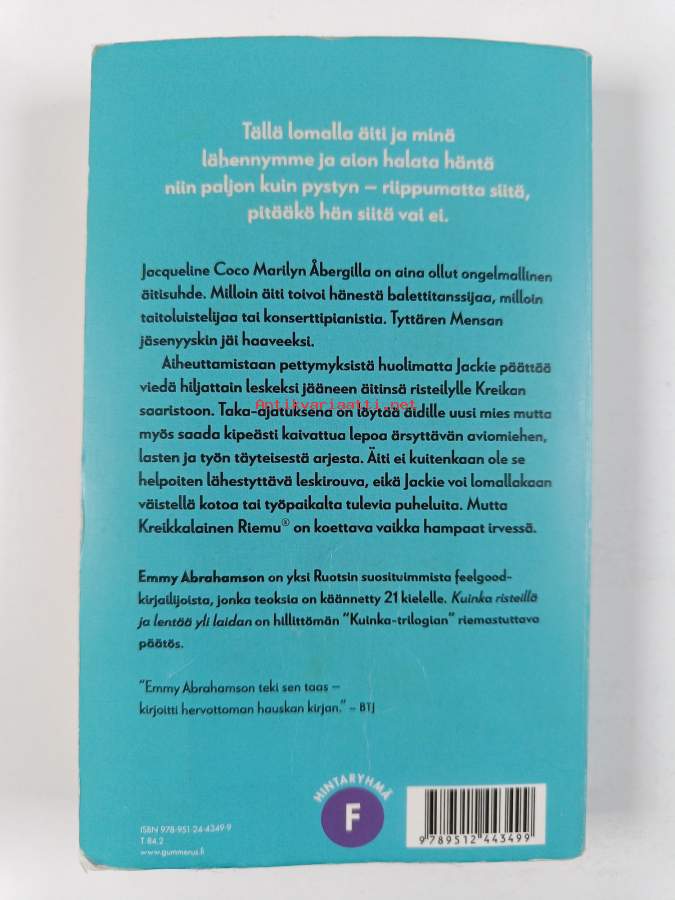 Tällä lomalla äiti ja minä
lähennymme ja aion halata häntä
niin paljon kuin pystyn – riippumatta siitä,
pitääkö hän siitä vai ei.
Jacqueline Coco Marilyn Åbergilla on aina ollut ongelmallinen
äitisuhde. Milloin äiti toivoi hänestä balettitanssijaa, milloin
taitoluistelijaa tai konserttipianistia. Tyttären Mensan
jäsenyyskin jäi haaveeksi.
Aiheuttamistaan pettymyksistä huolimatta Jackie päättää
viedä hiljattain leskeksi jääneen äitinsä risteilylle Kreikan
Antikvariaatti.net
saaristoon. Taka-ajatuksena on löytää äidille uusi mies mutta
myös saada kipeästi kaivattua lepoa ärsyttävän aviomiehen,
lasten ja työn täyteisestä arjesta. Äiti ei kuitenkaan ole se
helpoiten lähestyttävä leskirouva, eikä Jackie voi lomallakaan
väistellä kotoa tai työpaikalta tulevia puheluita. Mutta
Kreikkalainen Riemu® on koettava vaikka hampaat irvessä.
Emmy Abrahamson on yksi Ruotsin suosituimmista feelgood-
kirjailijoista, jonka teoksia on käännetty 21 kielelle. Kuinka risteillä
ja lentää yli laidan on hillittömän "Kuinka-trilogian" riemastuttava
päätös.
"Emmy Abrahamson teki sen taas –
kirjoitti hervottoman hauskan kirjan." – BTJ
HINTARYHMÄ
F
ISBN 978-951-24-4349-9
T 84.2
www.gummerus.fi
9 789512 443499